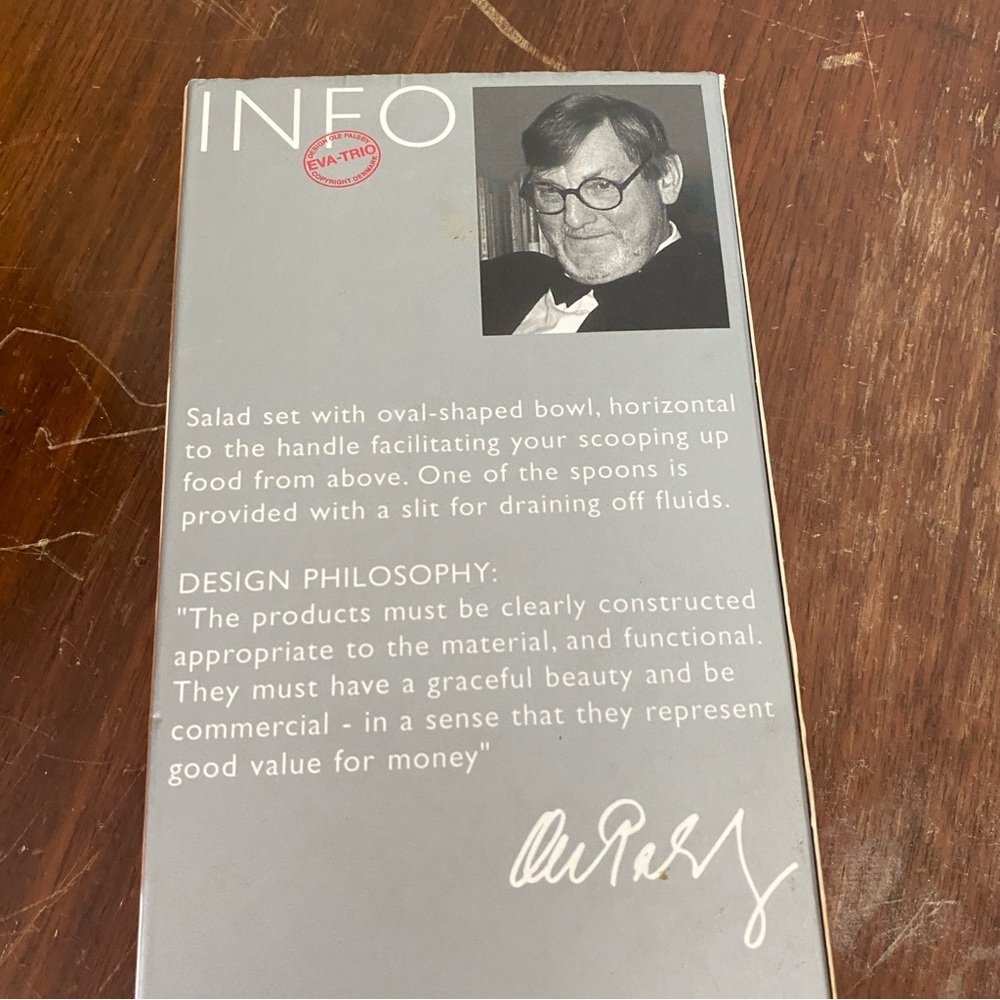 INFO
DESIGN OLE PALSBY
EVA-TRIO
COPYRIGHT DENMARK
Salad set with oval-shaped bowl, horizontal
to the handle facilitating your scooping up
food from above. One of the spoons is
provided with a slit for draining off fluids.
DESIGN PHILOSOPHY:
"The products must be clearly constructed
appropriate to the material, and functional.
They must have a graceful beauty and be
commercial - in a sense that they represent
good value for money"
Ole Palsby